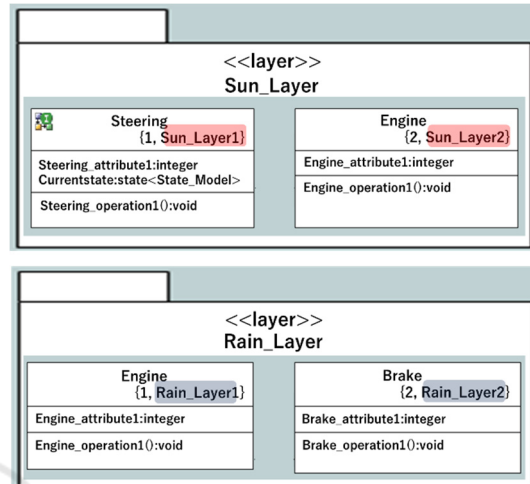 <<layer>>
Sun_Layer
Steering
{1, Sun_Layer1}
Steering_attribute1:integer
Currentstate:state<State_Model>
Steering_operation1():void
Engine
{2, Sun_Layer2}
Engine_attribute1:integer
Engine_operation1():void
<<layer>>
Rain_Layer
Engine
{1, Rain_Layer1}
Engine_attribute1:integer
Engine_operation1():void
Brake
{2, Rain_Layer2}
Brake_attribute1:integer
Brake_operation1():void